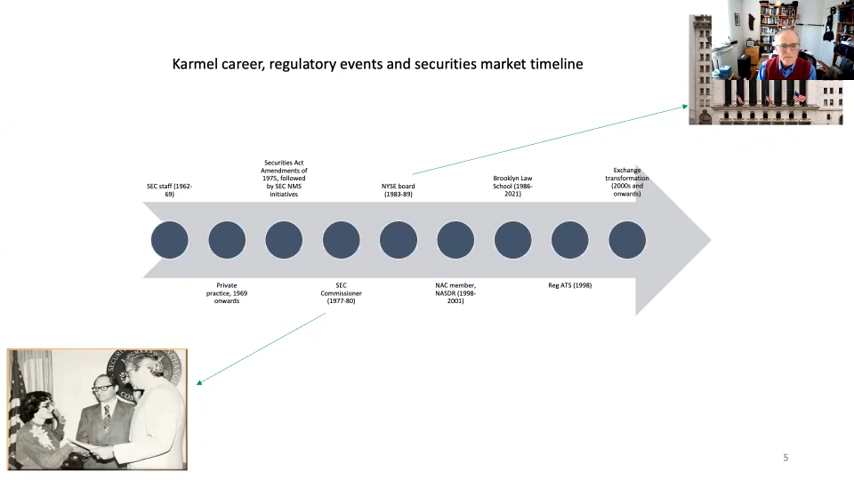 Karmel career, regulatory events and securities market timeline
SEC staff (1962-
69)
Securities Act
Amendments of
1975, followed
by SEC NMS
initiatives
NYSE board
(1983-89)
Brooklyn Law
School (1986-
2021)
Exchange
transformation
(2000s and
onwards)
Private
practice, 1969
onwards
SEC
Commissioner
(1977-80)
NAC member,
NASDR (1998-
2001)
Reg ATS (1998)
5